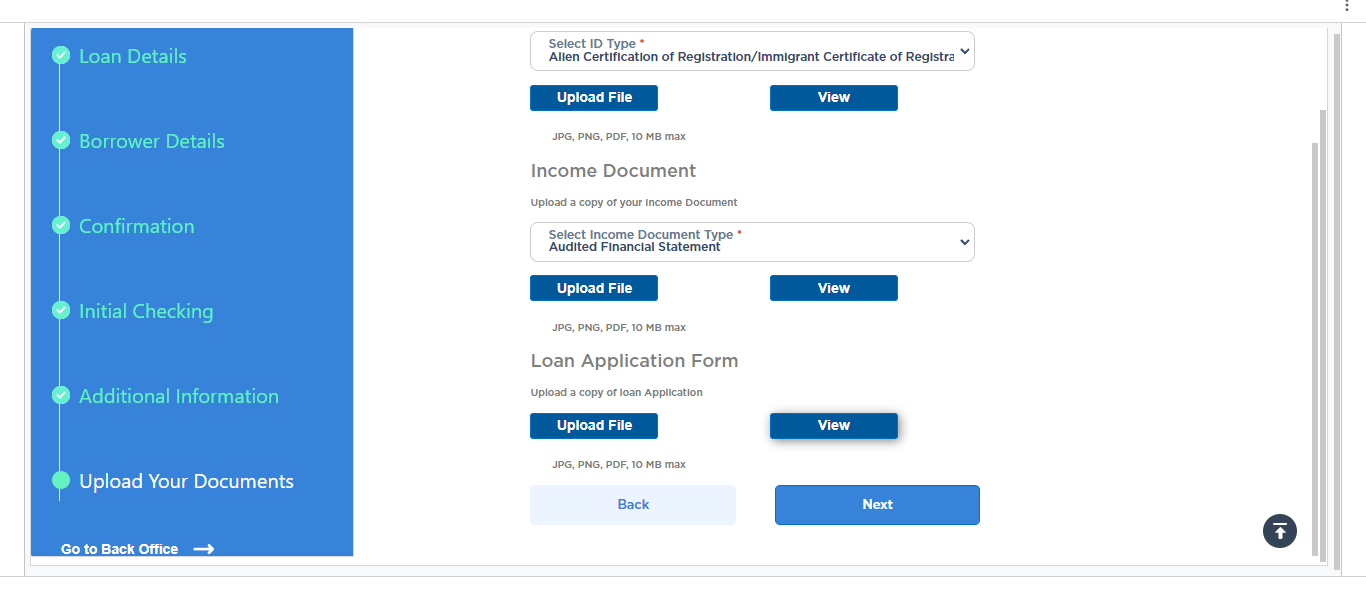 Loan Details
Borrower Details
Confirmation
Initial Checking
Additional Information
Upload Your Documents
Go to Back Office
Select ID Type *
Alien Certification of Registration/Immigrant Certificate of Registra
Upload File
View
JPG, PNG, PDF, 10 MB max
Income Document
Upload a copy of your Income Document
Select Income Document Type *
Audited Financial Statement
Upload File
View
JPG, PNG, PDF, 10 MB max
Loan Application Form
Upload a copy of loan Application
Upload File
View
JPG, PNG, PDF, 10 MB max
Back
Next